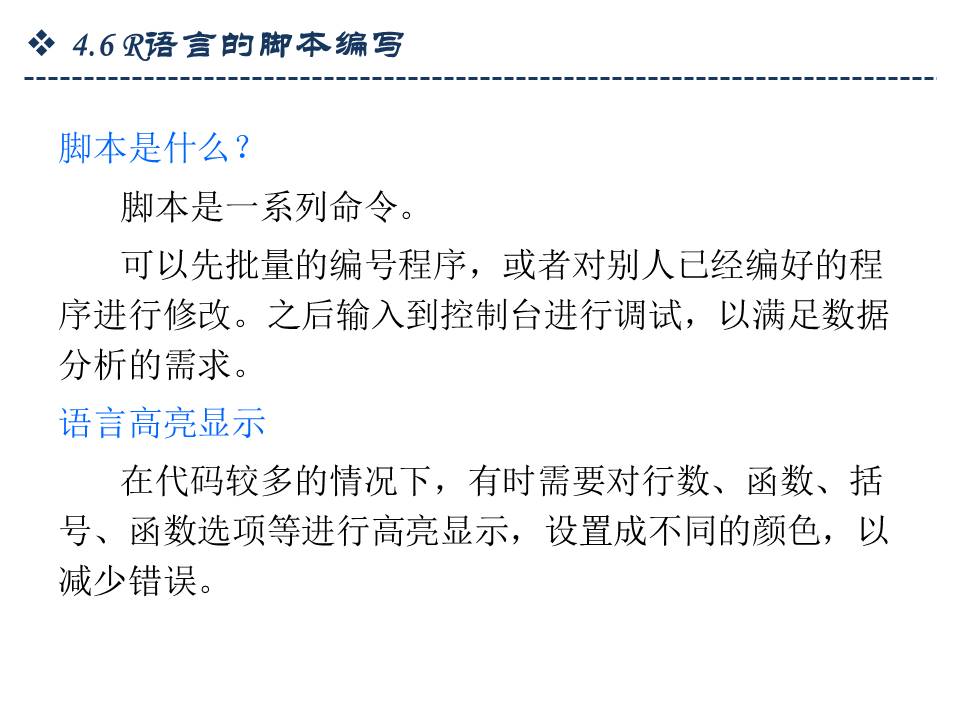 ❖ 4.6 R语言的脚本编写
脚本是什么？
脚本是一系列命令。
可以先批量的编号程序，或者对别人已经编好的程
序进行修改。之后输入到控制台进行调试，以满足数据
分析的需求。
语言高亮显示
在代码较多的情况下，有时需要对行数、函数、括
号、函数选项等进行高亮显示，设置成不同的颜色，以
减少错误。